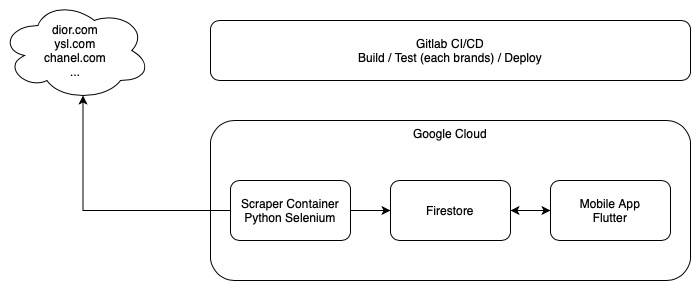 dior.com
ysl.com
chanel.com
...
Gitlab CI/CD
Build / Test (each brands) / Deploy
Google Cloud
Scraper Container
Python Selenium
Firestore
Mobile App
Flutter